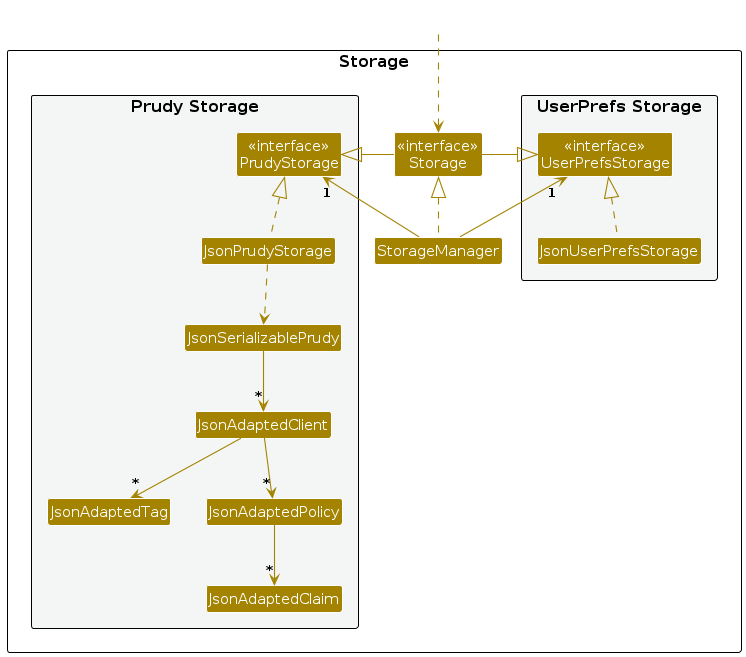 Storage
Prudy Storage
UserPrefs Storage
«interface»
PrudyStorage
«interface»
Storage
«interface»
UserPrefsStorage
1
1
JsonPrudyStorage
StorageManager
JsonUserPrefsStorage
JsonSerializablePrudy
*
JsonAdaptedClient
*
*
JsonAdaptedTag
JsonAdaptedPolicy
*
JsonAdaptedClaim